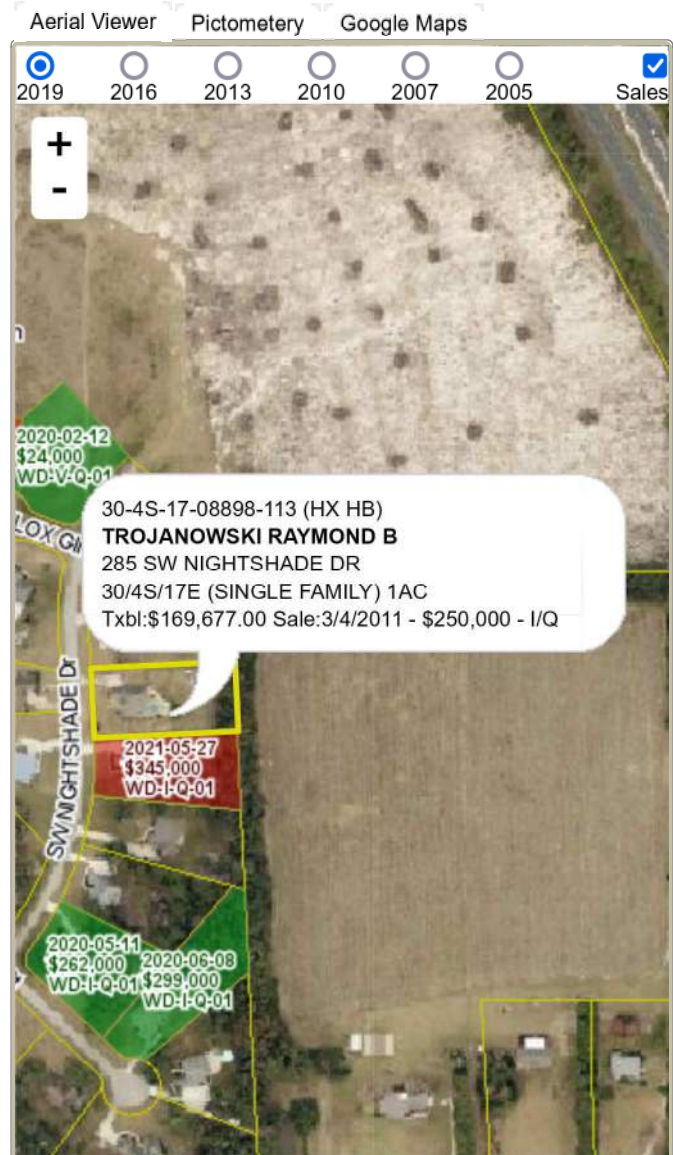 Aerial Viewer Pictometery Google Maps
2019 2016 2013 2010 2007 2005 Sales
+
-
2020-02-12
$24,000
WD-V-Q-01
30-4S-17-08898-113 (HX HB)
TROJANOWSKI RAYMOND B
285 SW NIGHTSHADE DR
30/4S/17E (SINGLE FAMILY) 1AC
Txbl:$169,677.00 Sale:3/4/2011 - $250,000 - I/Q
SW NIGHTSHADE Dr
2021-05-27
$345,000
WD-I-Q-01
2020-05-11
$262,000
WD-I-Q-01
2020-06-08
$299,000
WD-I-Q-01